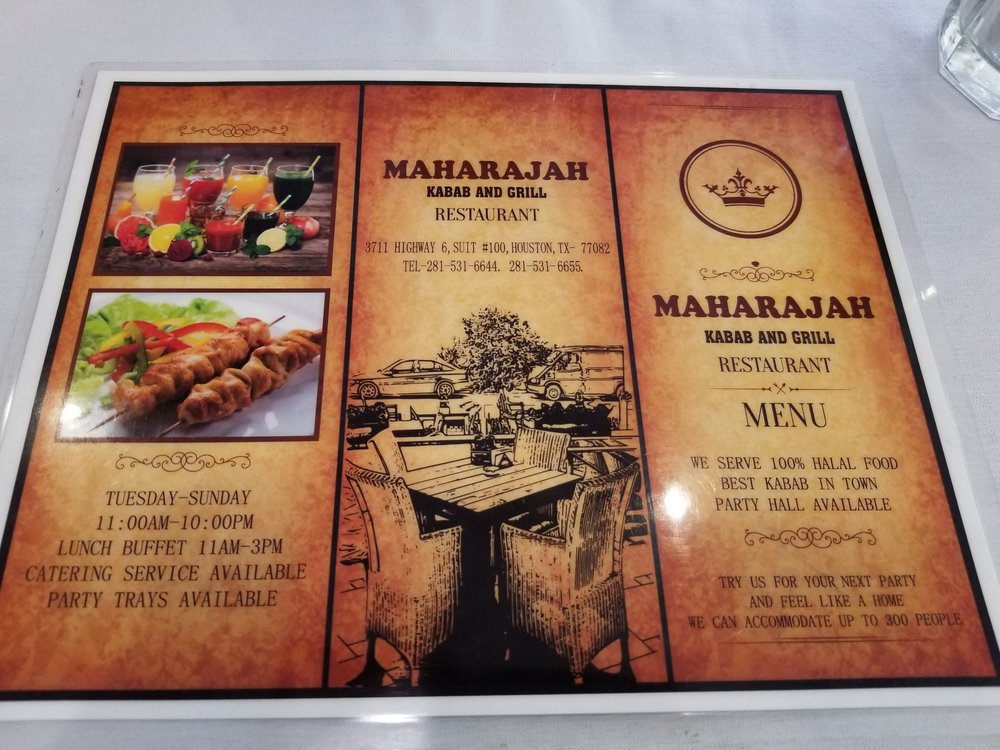 TUESDAY-SUNDAY
11:00AM-10:00PM
LUNCH BUFFET 11AM-3PM
CATERING SERVICE AVAILABLE
PARTY TRAYS AVAILABLE
MAHARAJAH
KABAB AND GRILL
RESTAURANT
3711 HIGHWAY 6, SUIT #100, HOUSTON, TX- 77082
TEL-281-531-6644. 281-531-6655.
MAHARAJAH
KABAB AND GRILL
RESTAURANT
MENU
WE SERVE 100% HALAL FOOD
BEST KABAB IN TOWN
PARTY HALL AVAILABLE
TRY US FOR YOUR NEXT PARTY
AND FEEL LIKE A HOME
WE CAN ACCOMMODATE UP TO 300 PEOPLE